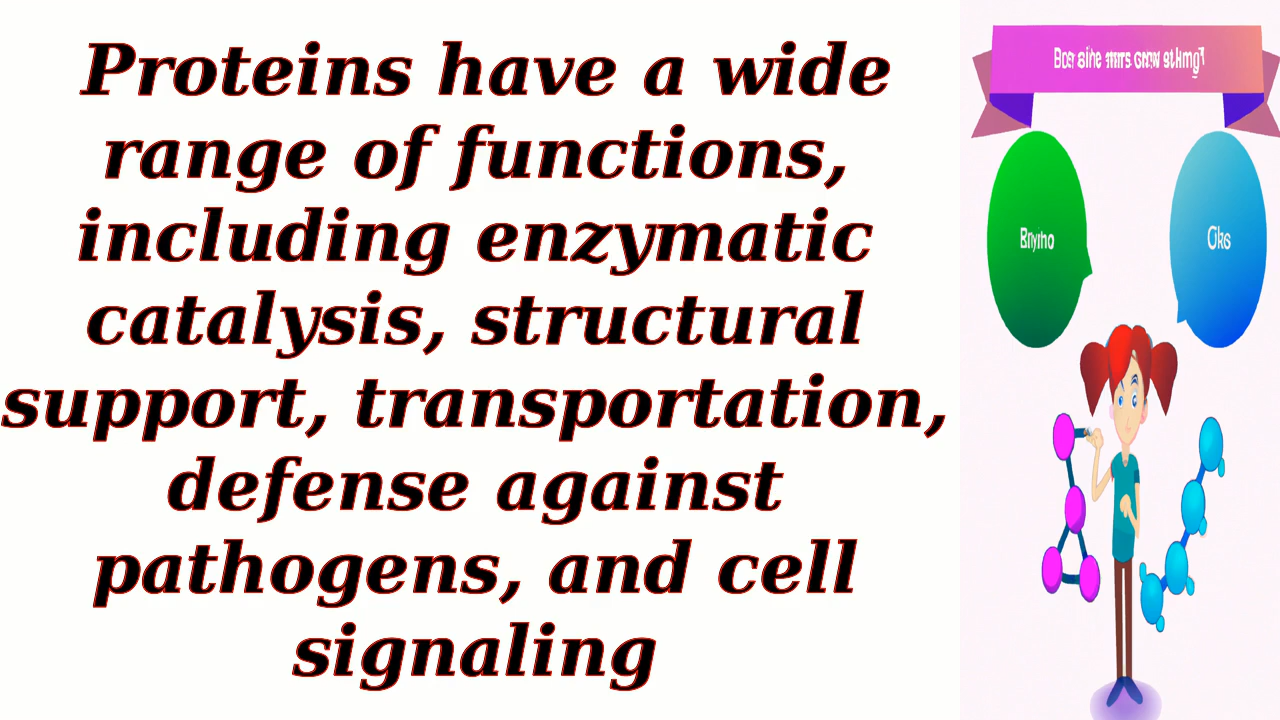 Proteins have a wide
range of functions,
including enzymatic
catalysis, structural
support, transportation,
defense against
pathogens, and cell
signaling